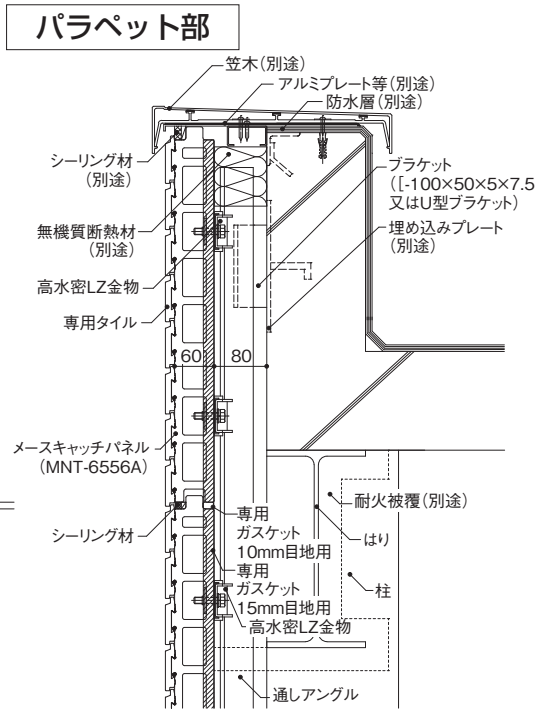 パラペット部
笠木(別途)
アルミプレート等(別途)
防水層(別途)
シーリング材
(別途)
ブラケット
([-100×50×5×7.5
又はU型ブラケット)
無機質断熱材
(別途)
埋め込みプレート
(別途)
高水密LZ金物
専用タイル
60
80
メースキャッチパネル
(MNT-6556A)
シーリング材
専用
ガスケット
10mm目地用
専用
ガスケット
15mm目地用
高水密LZ金物
耐火被覆(別途)
はり
柱
通しアングル